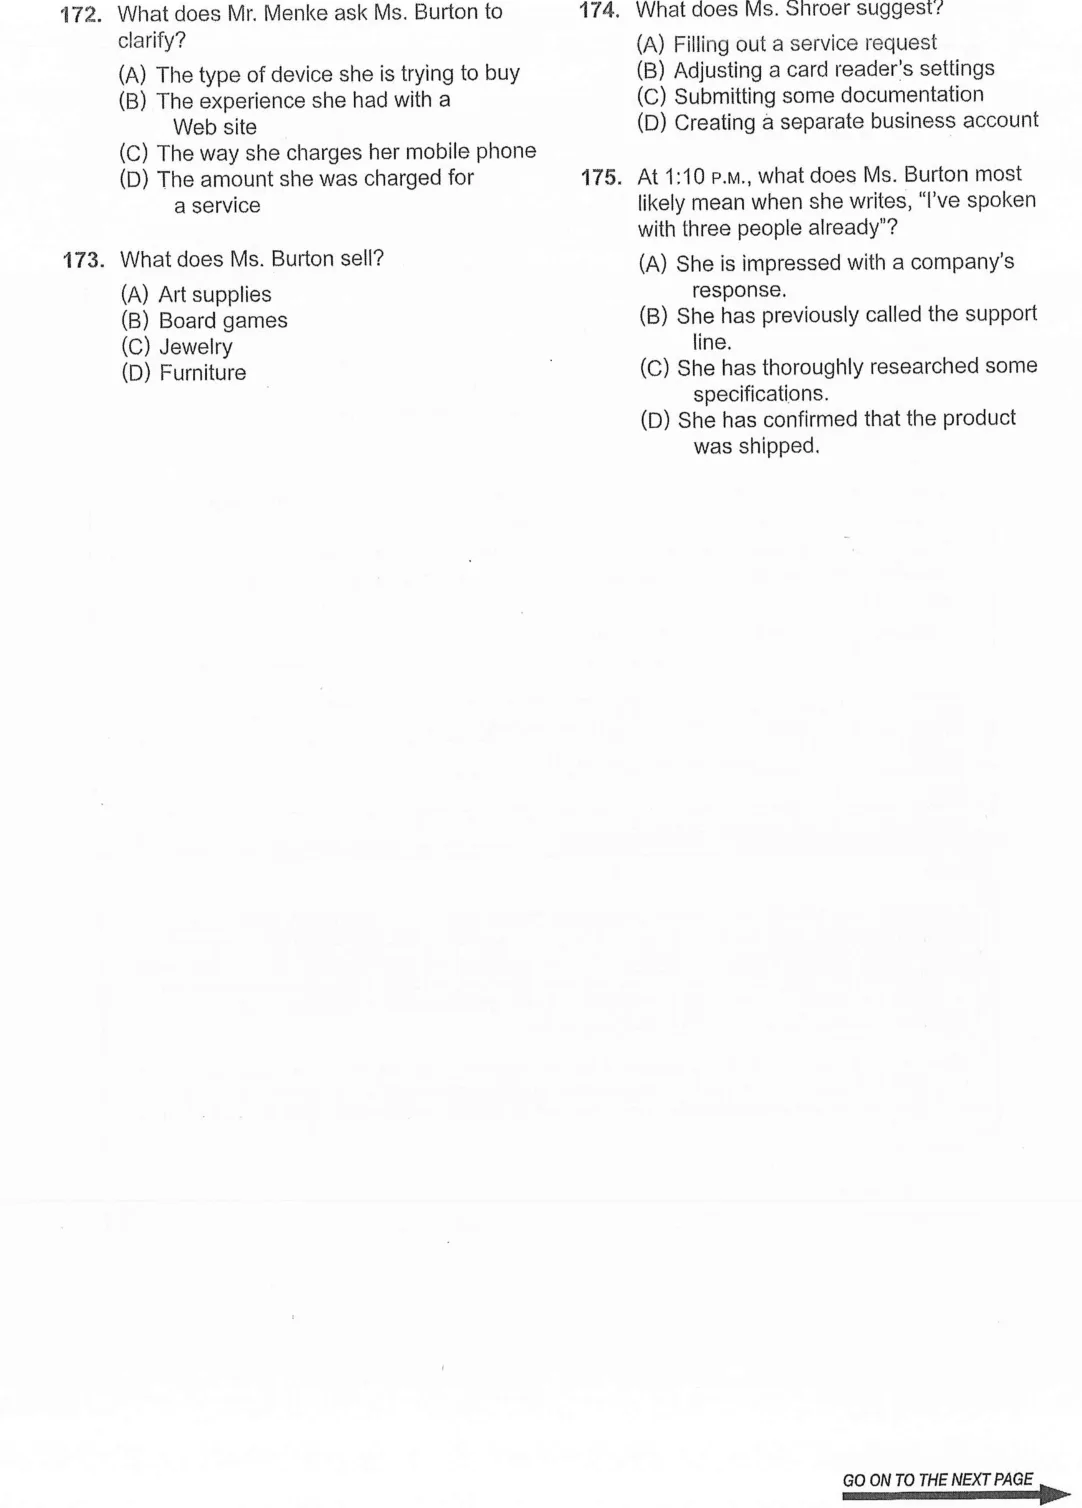 172. What does Mr. Menke ask Ms. Burton to
clarify?
(A) The type of device she is trying to buy
(B) The experience she had with a
Web site
(C) The way she charges her mobile phone
(D) The amount she was charged for
a service
173. What does Ms. Burton sell?
(A) Art supplies
(B) Board games
(C) Jewelry
(D) Furniture
174. What does Ms. Shroer suggest?
(A) Filling out a service request
(B) Adjusting a card reader's settings
(C) Submitting some documentation
(D) Creating a separate business account
175. At 1:10 P.M., what does Ms. Burton most
likely mean when she writes, “I've spoken
with three people already”?
(A) She is impressed with a company's
response.
(B) She has previously called the support
line.
(C) She has thoroughly researched some
specifications.
(D) She has confirmed that the product
was shipped.
GO ON TO THE NEXT PAGE